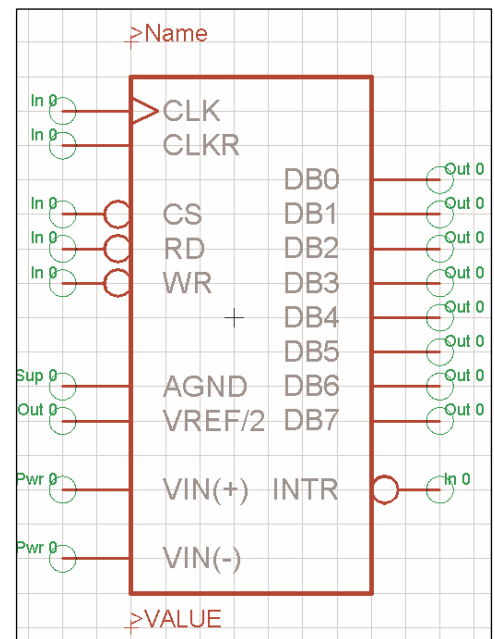 >Name
In 0 CLK
In 0 CLKR
DB0 Out 0
In 0 CS DB1 Out 0
In 0 RD DB2 Out 0
In 0 WR DB3 Out 0
DB4 Out 0
DB5 Out 0
Sup 0 AGND DB6 Out 0
Out 0 VREF/2 DB7 Out 0
Pwr 0 VIN(+) INTR In 0
Pwr 0 VIN(-)
>VALUE